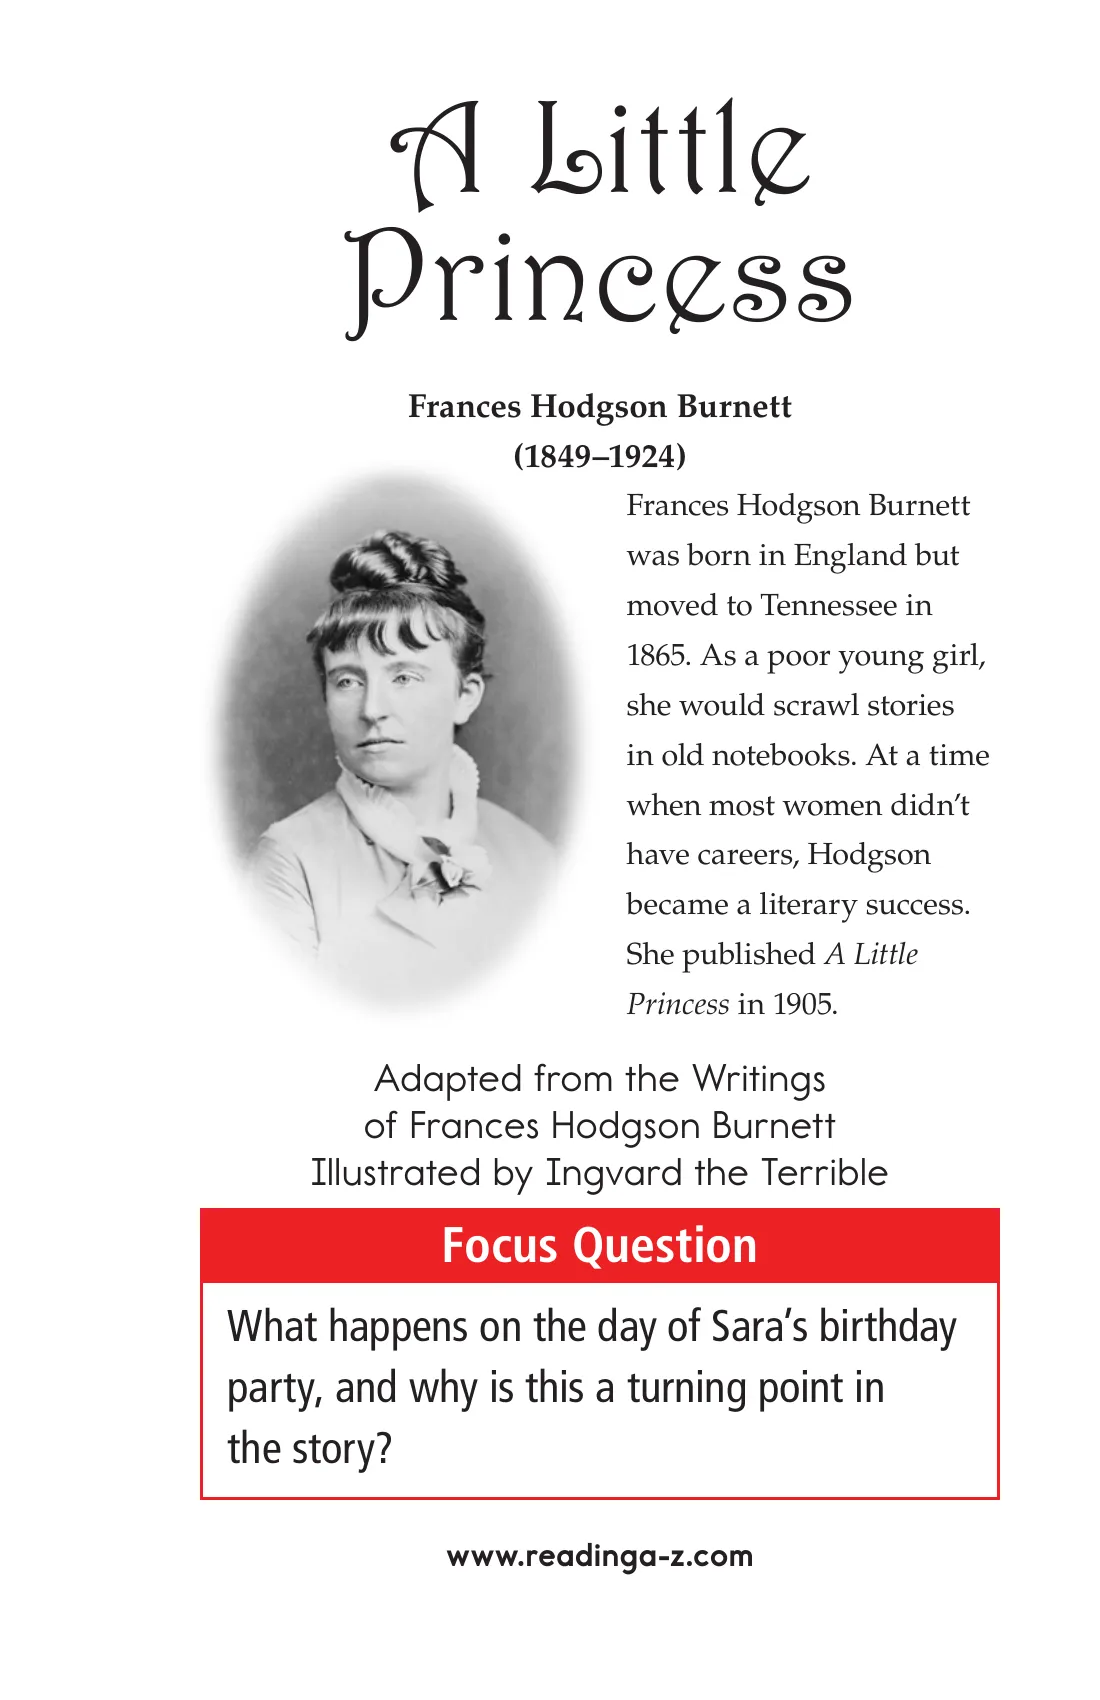 A Little
Princess
Frances Hodgson Burnett
(1849–1924)
Frances Hodgson Burnett
was born in England but
moved to Tennessee in
1865. As a poor young girl,
she would scrawl stories
in old notebooks. At a time
when most women didn’t
have careers, Hodgson
became a literary success.
She published A Little
Princess in 1905.
Adapted from the Writings
of Frances Hodgson Burnett
Illustrated by Ingvard the Terrible
Focus Question
What happens on the day of Sara’s birthday
party, and why is this a turning point in
the story?
www.readinga-z.com